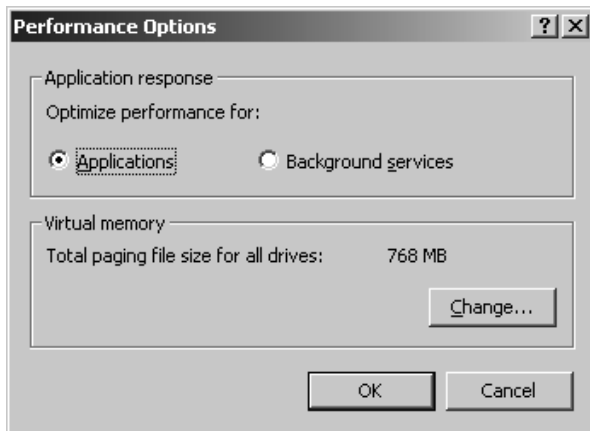 Performance Options
Application response
Optimize performance for:
Applications Background services
Virtual memory
Total paging file size for all drives: 768 MB
Change...
OK Cancel